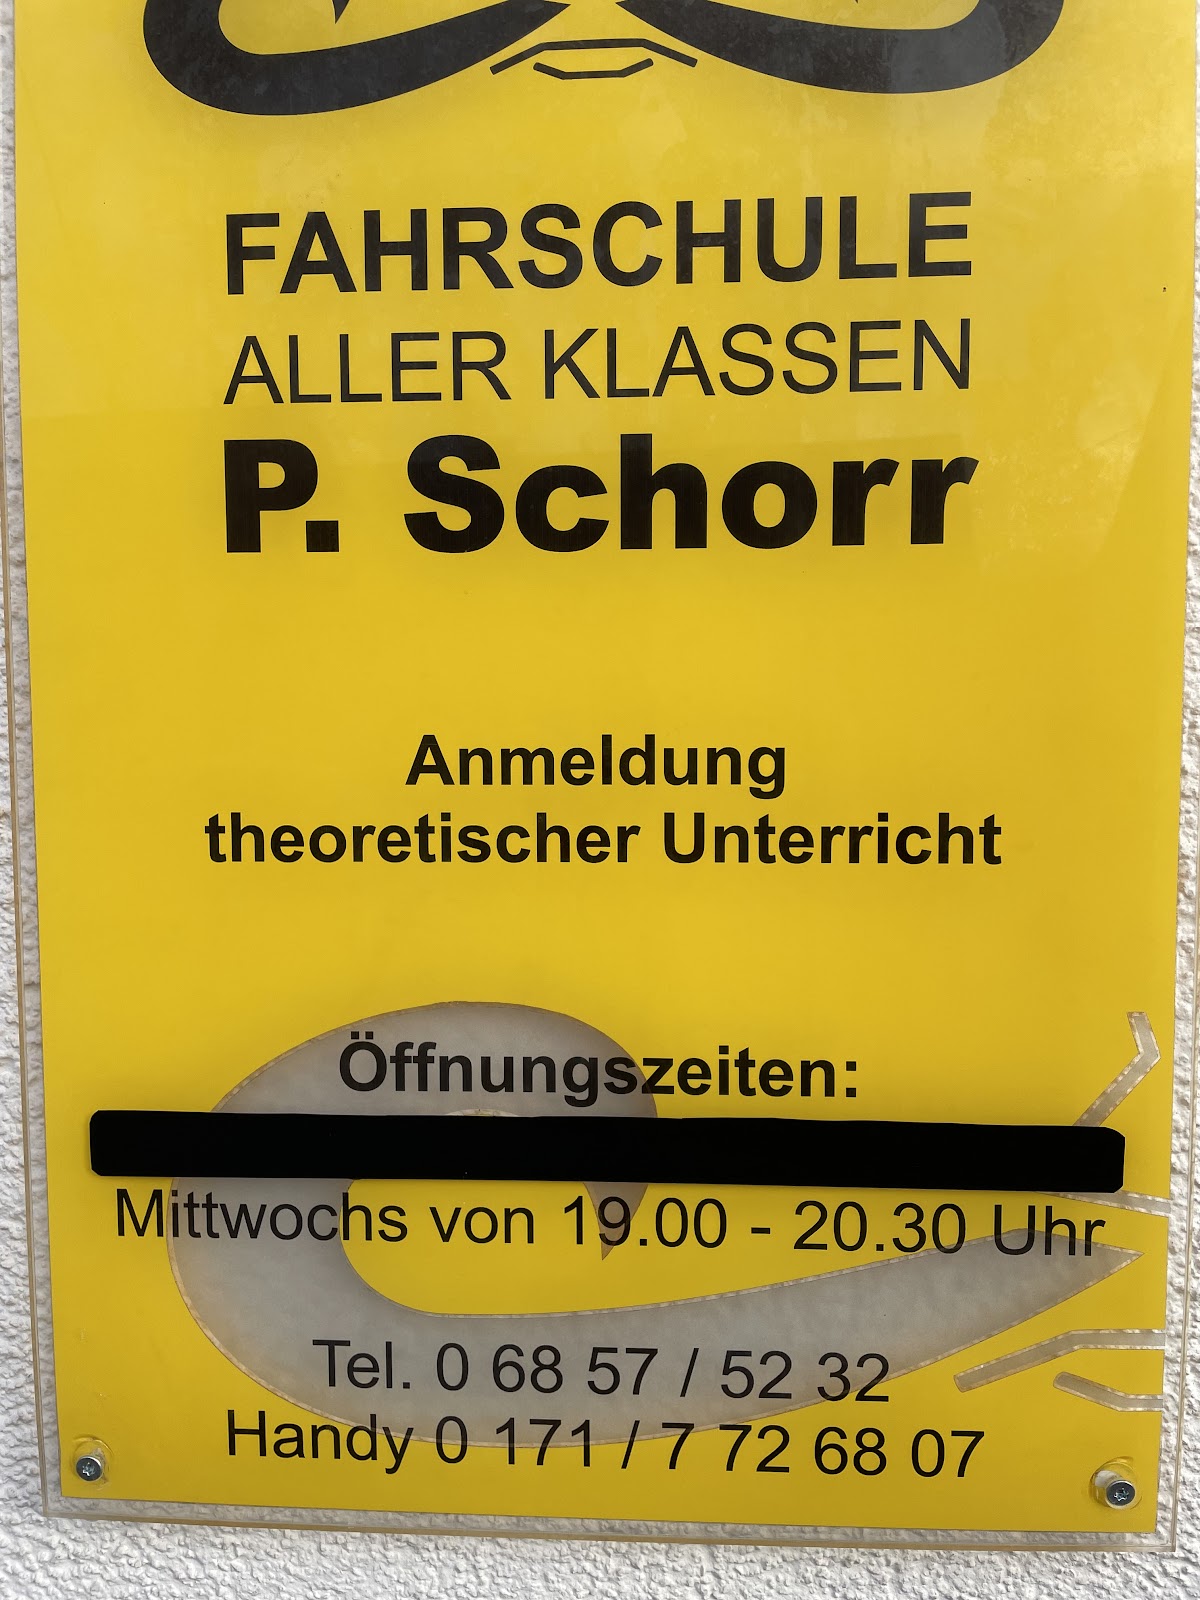 FAHRSCHULE
ALLER KLASSEN
P. Schorr
Anmeldung
theoretischer Unterricht
Öffnungszeiten:
Mittwochs von 19.00 - 20.30 Uhr
Tel. 0 68 57 / 52 32
Handy 0 171 / 7 72 68 07